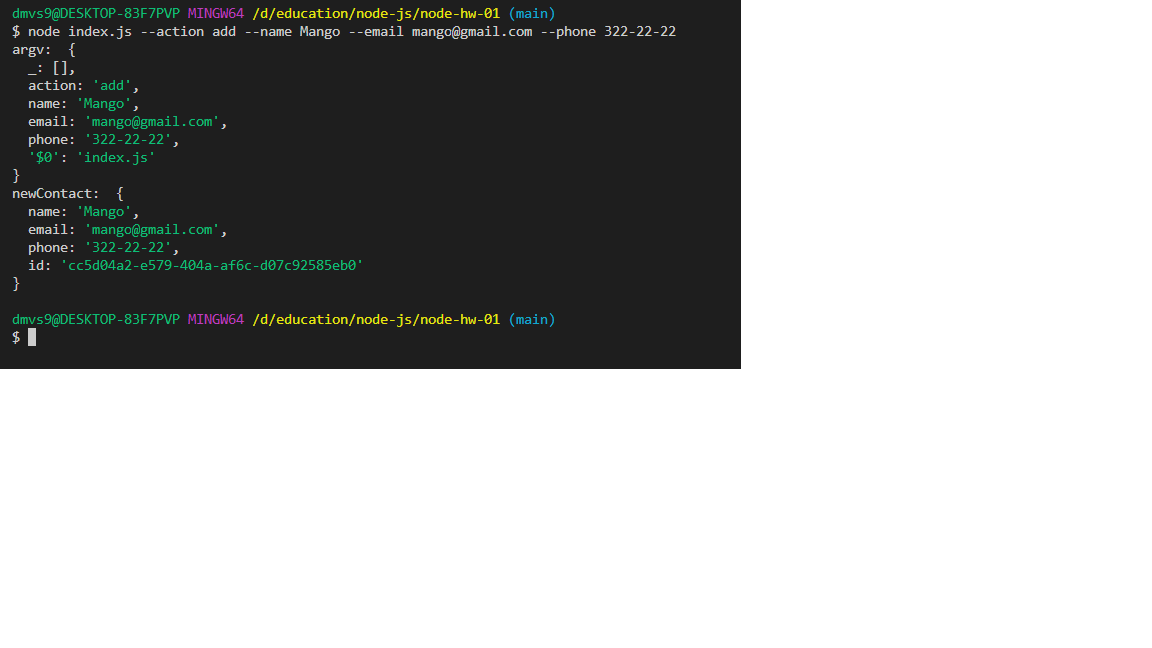 dmvs9@DESKTOP-83F7PVP MINGW64 /d/education/node-js/node-hw-01 (main)
$ node index.js --action add --name Mango --email mango@gmail.com --phone 322-22-22
argv:  {
  _: [],
  action: 'add',
  name: 'Mango',
  email: 'mango@gmail.com',
  phone: '322-22-22',
  '$0': 'index.js'
}
newContact:  {
  name: 'Mango',
  email: 'mango@gmail.com',
  phone: '322-22-22',
  id: 'cc5d04a2-e579-404a-af6c-d07c92585eb0'
}

dmvs9@DESKTOP-83F7PVP MINGW64 /d/education/node-js/node-hw-01 (main)
$